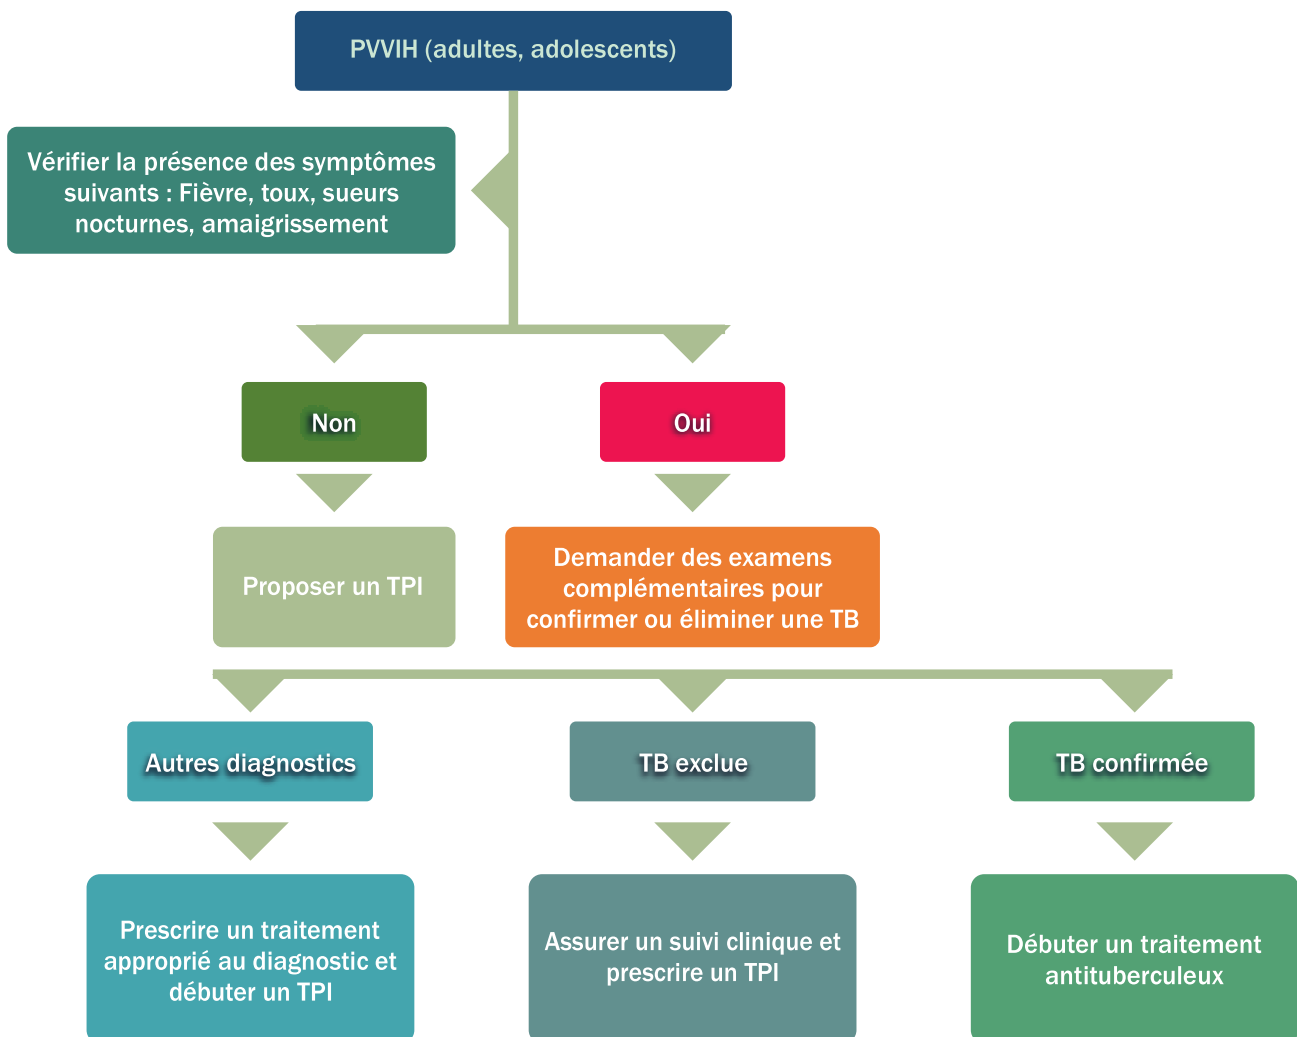 PVVIH (adultes, adolescents)
Vérifier la présence des symptômes
suivants : Fièvre, toux, sueurs
nocturnes, amaigrissement
Non
Oui
Proposer un TPI
Demander des examens
complémentaires pour
confirmer ou éliminer une TB
Autres diagnostics
TB exclue
TB confirmée
Prescrire un traitement
approprié au diagnostic et
débuter un TPI
Assurer un suivi clinique et
prescrire un TPI
Débuter un traitement
antituberculeux